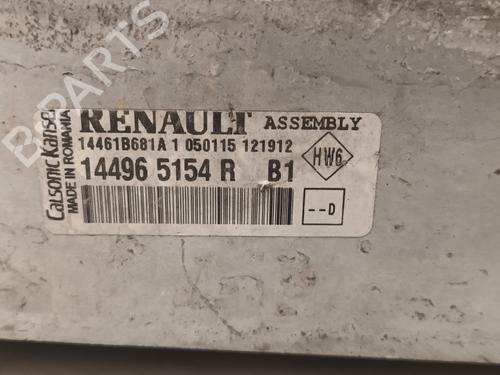 B-PARTS
Calsonic Kansei
MADE IN ROMANIA
RENAULT ASSEMBLY
14461B681A 1 050115 121912
14496 5154 R B1
HW6
--D